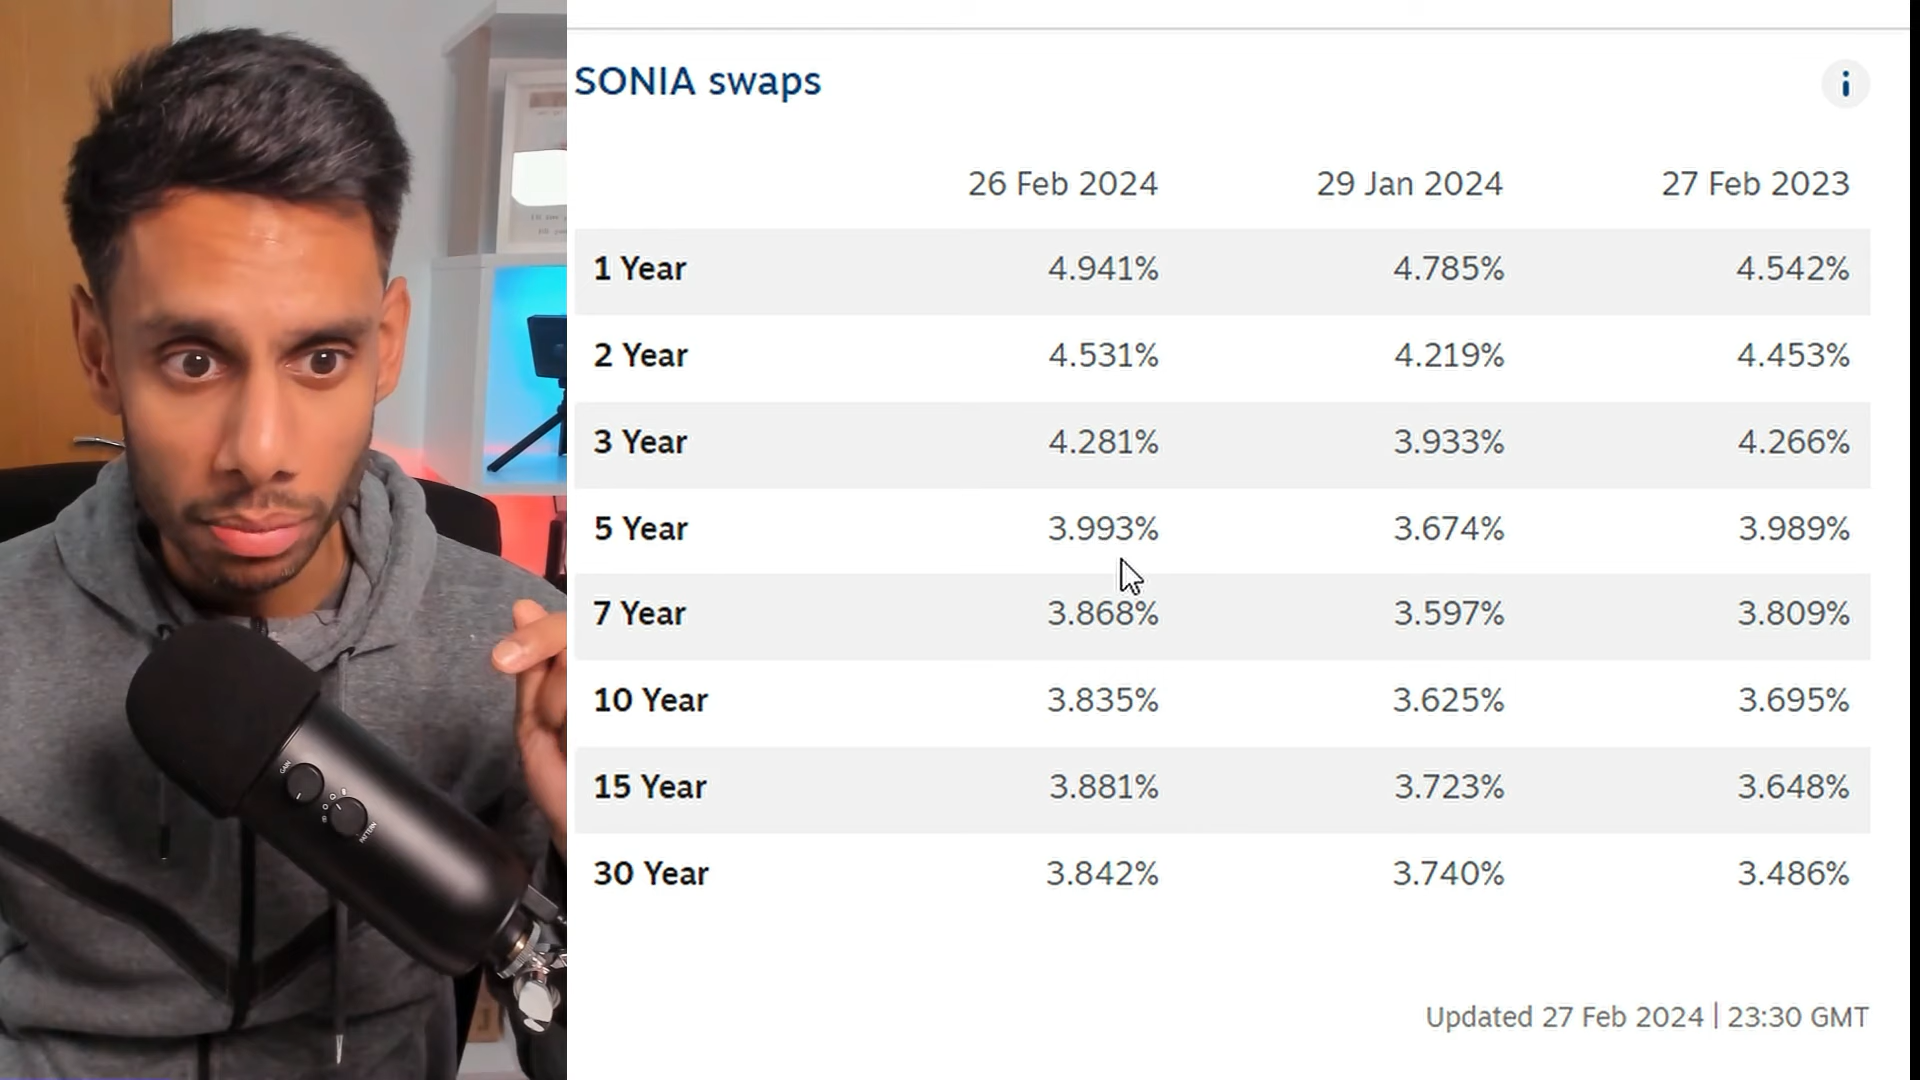 SONIA swaps
i
26 Feb 2024 29 Jan 2024 27 Feb 2023
1 Year 4.941% 4.785% 4.542%
2 Year 4.531% 4.219% 4.453%
3 Year 4.281% 3.933% 4.266%
5 Year 3.993% 3.674% 3.989%
7 Year 3.868% 3.597% 3.809%
10 Year 3.835% 3.625% 3.695%
15 Year 3.881% 3.723% 3.648%
30 Year 3.842% 3.740% 3.486%
Updated 27 Feb 2024 | 23:30 GMT
GAIN
PATTERN